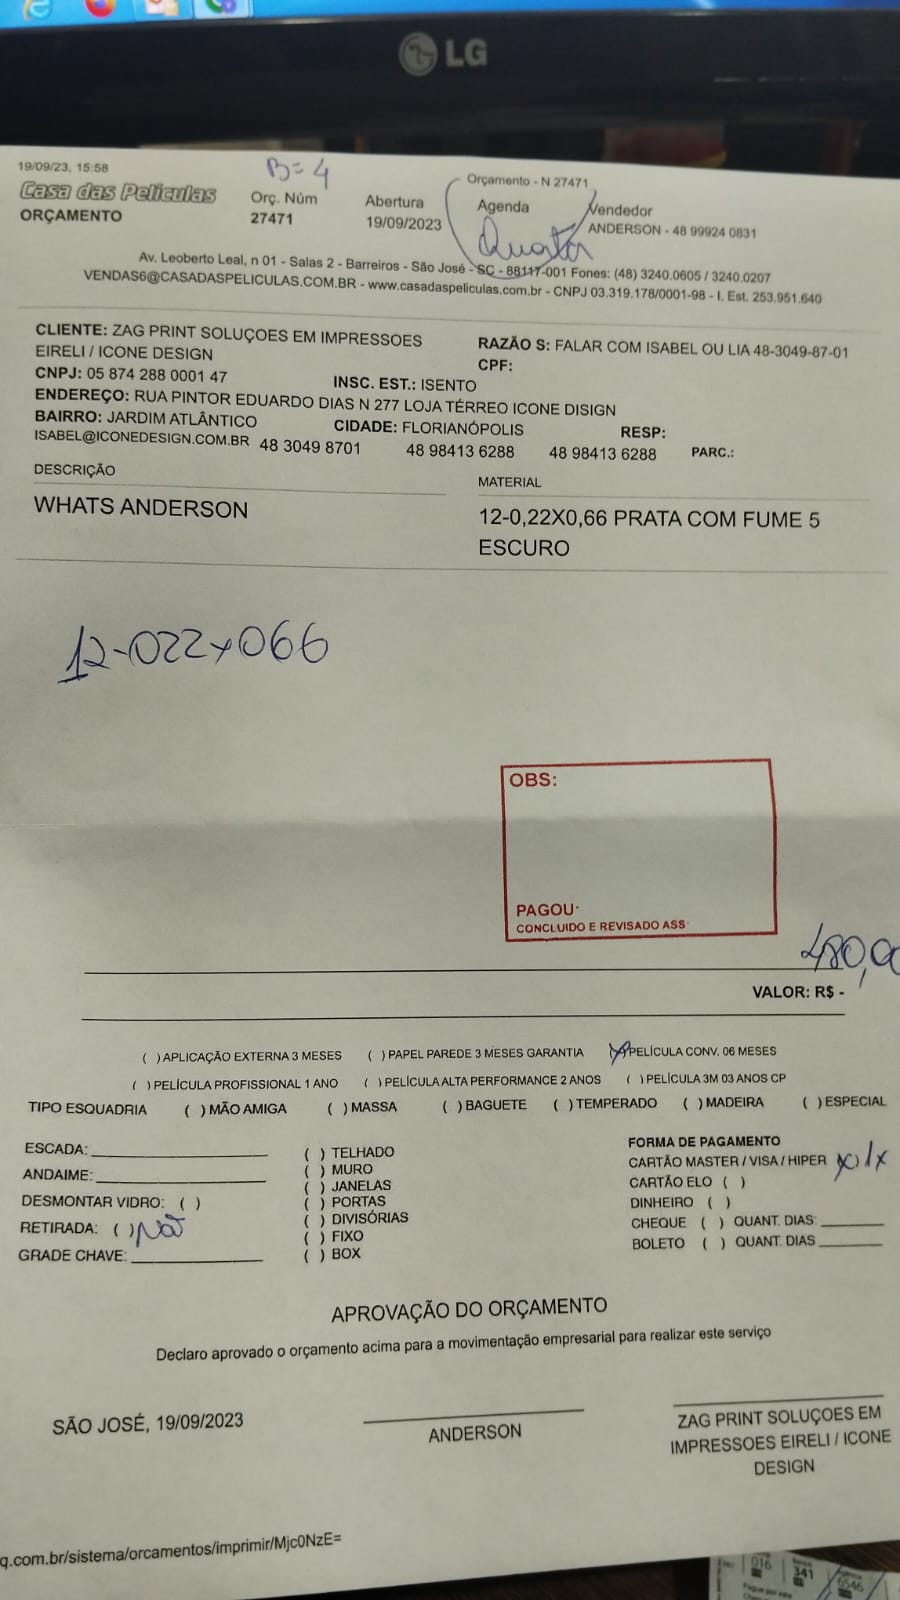 LG
19/09/23, 15:58
B=4
Orçamento - N 27471
Casa das Películas
ORÇAMENTO
Orç. Núm
27471
Abertura
19/09/2023
Agenda
Quarta
Vendedor
ANDERSON - 48 99924 0831
Av. Leoberto Leal, n 01 - Salas 2 - Barreiros - São José - SC - 88117-001 Fones: (48) 3240.0605 / 3240.0207
VENDAS6@CASADASPELICULAS.COM.BR - www.casadaspeliculas.com.br - CNPJ 03.319.178/0001-98 - I. Est. 253.951.640
CLIENTE: ZAG PRINT SOLUÇOES EM IMPRESSOES
EIRELI / ICONE DESIGN
RAZÃO S: FALAR COM ISABEL OU LIA 48-3049-87-01
CPF:
CNPJ: 05 874 288 0001 47
INSC. EST.: ISENTO
ENDEREÇO: RUA PINTOR EDUARDO DIAS N 277 LOJA TÉRREO ICONE DISIGN
BAIRRO: JARDIM ATLÂNTICO
CIDADE: FLORIANÓPOLIS
RESP:
ISABEL@ICONEDESIGN.COM.BR 48 3049 8701 48 98413 6288 48 98413 6288 PARC.:
DESCRIÇÃO
MATERIAL
WHATS ANDERSON
12-0,22X0,66 PRATA COM FUME 5
ESCURO
12-022x066
OBS:
PAGOU:
CONCLUIDO E REVISADO ASS:
480,00
VALOR: R$ -
( )APLICAÇÃO EXTERNA 3 MESES ( )PAPEL PAREDE 3 MESES GARANTIA (X)PELÍCULA CONV. 06 MESES
( )PELÍCULA PROFISSIONAL 1 ANO ( )PELÍCULA ALTA PERFORMANCE 2 ANOS ( )PELÍCULA 3M 03 ANOS CP
TIPO ESQUADRIA ( )MÃO AMIGA ( )MASSA ( )BAGUETE ( )TEMPERADO ( )MADEIRA ( )ESPECIAL
ESCADA:
ANDAIME:
DESMONTAR VIDRO: ( )
RETIRADA: ( ) Não
GRADE CHAVE:
( ) TELHADO
( ) MURO
( ) JANELAS
( ) PORTAS
( ) DIVISÓRIAS
( ) FIXO
( ) BOX
FORMA DE PAGAMENTO
CARTÃO MASTER / VISA / HIPER (X) 1x
CARTÃO ELO ( )
DINHEIRO ( )
CHEQUE ( ) QUANT. DIAS:
BOLETO ( ) QUANT. DIAS
APROVAÇÃO DO ORÇAMENTO
Declaro aprovado o orçamento acima para a movimentação empresarial para realizar este serviço
SÃO JOSÉ, 19/09/2023
ANDERSON
ZAG PRINT SOLUÇOES EM
IMPRESSOES EIRELI / ICONE
DESIGN
q.com.br/sistema/orcamentos/imprimir/Mjc0NzE=
016
341
6546